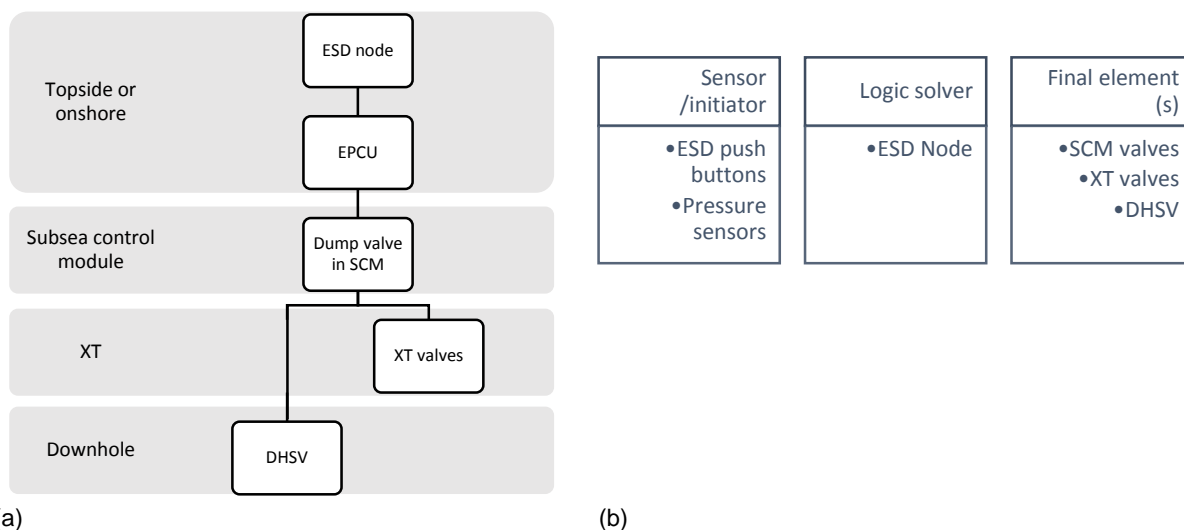 ESD node
Topside or
onshore
EPCU
Subsea control
module
Dump valve
in SCM
XT
XT valves
Downhole
DHSV
(a)
Sensor
/initiator
•ESD push
buttons
•Pressure
sensors
Logic solver
•ESD Node
Final element
(s)
•SCM valves
•XT valves
•DHSV
(b)